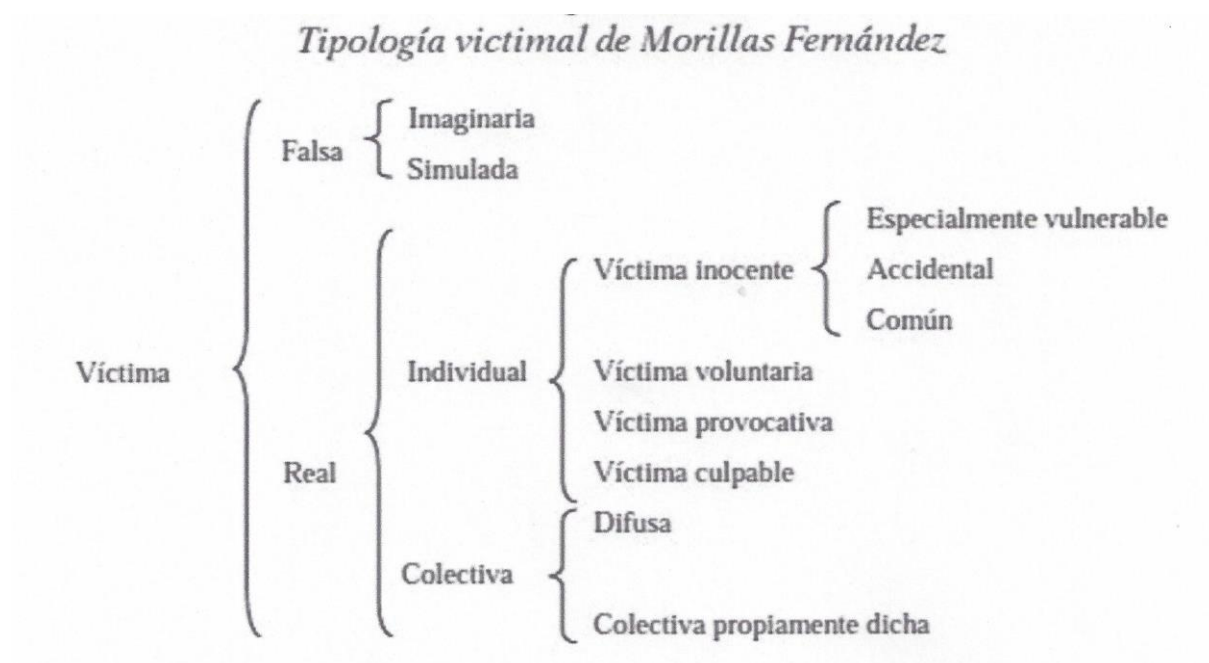 Tipología victimal de Morillas Fernández
Imaginaria
Falsa
Simulada
Especialmente vulnerable
Víctima inocente
Accidental
Común
Víctima
Individual
Víctima voluntaria
Víctima provocativa
Real
Víctima culpable
Difusa
Colectiva
Colectiva propiamente dicha